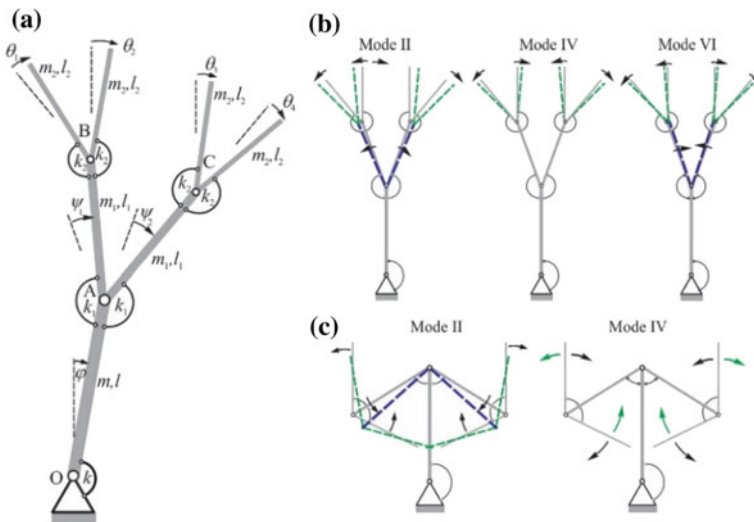 (a)
θ₁
m₂, l₂
θ₂
m₂, l₂
θ₃
m₂, l₂
θ₄
m₂, l₂
B
k₂
k₂
C
k₂
k₂
ψ₁
m₁, l₁
ψ₂
m₁, l₁
A
k₁
k₁
φ
m, l
O
k
(b)
Mode II
Mode IV
Mode VI
(c)
Mode II
Mode IV